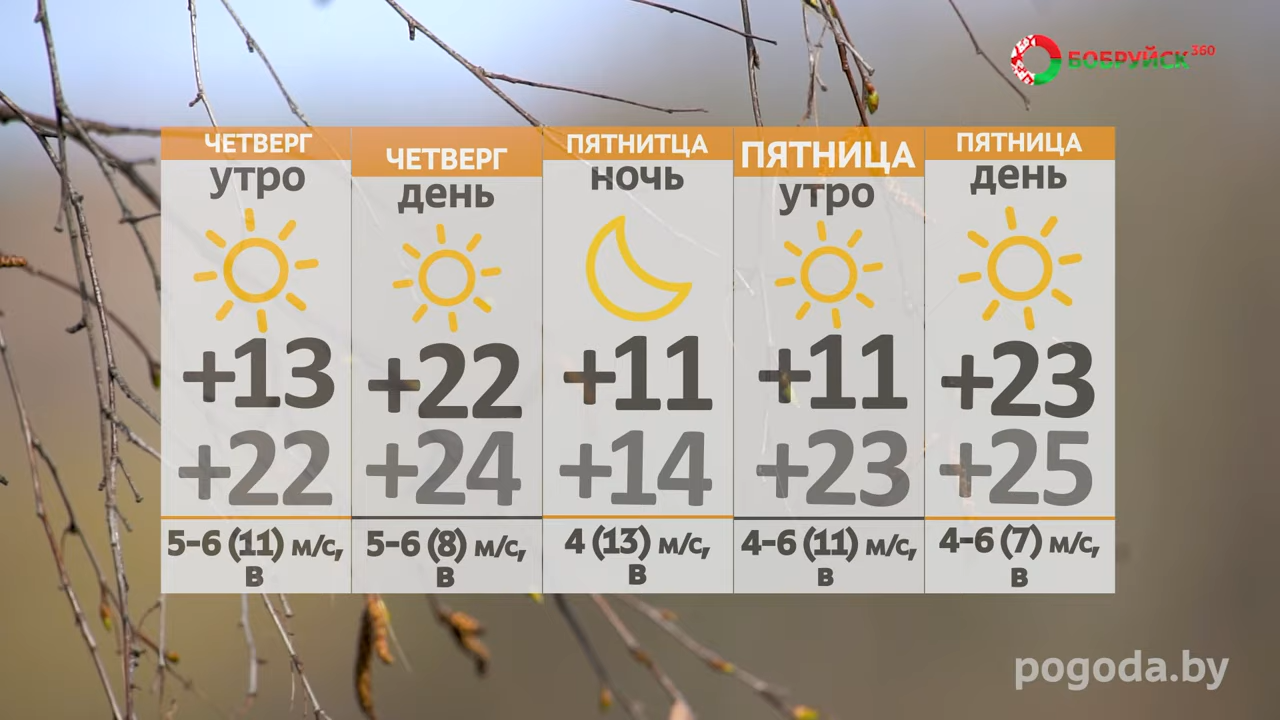 БОБРУЙСК 360
ЧЕТВЕРГ
утро
+13
+22
5-6 (11) м/с,
В
ЧЕТВЕРГ
день
+22
+24
5-6 (8) м/с,
В
ПЯТНИТЦА
ночь
+11
+14
4 (13) м/с,
В
ПЯТНИЦА
утро
+11
+23
4-6 (11) м/с,
В
ПЯТНИЦА
день
+23
+25
4-6 (7) м/с,
В
pogoda.by